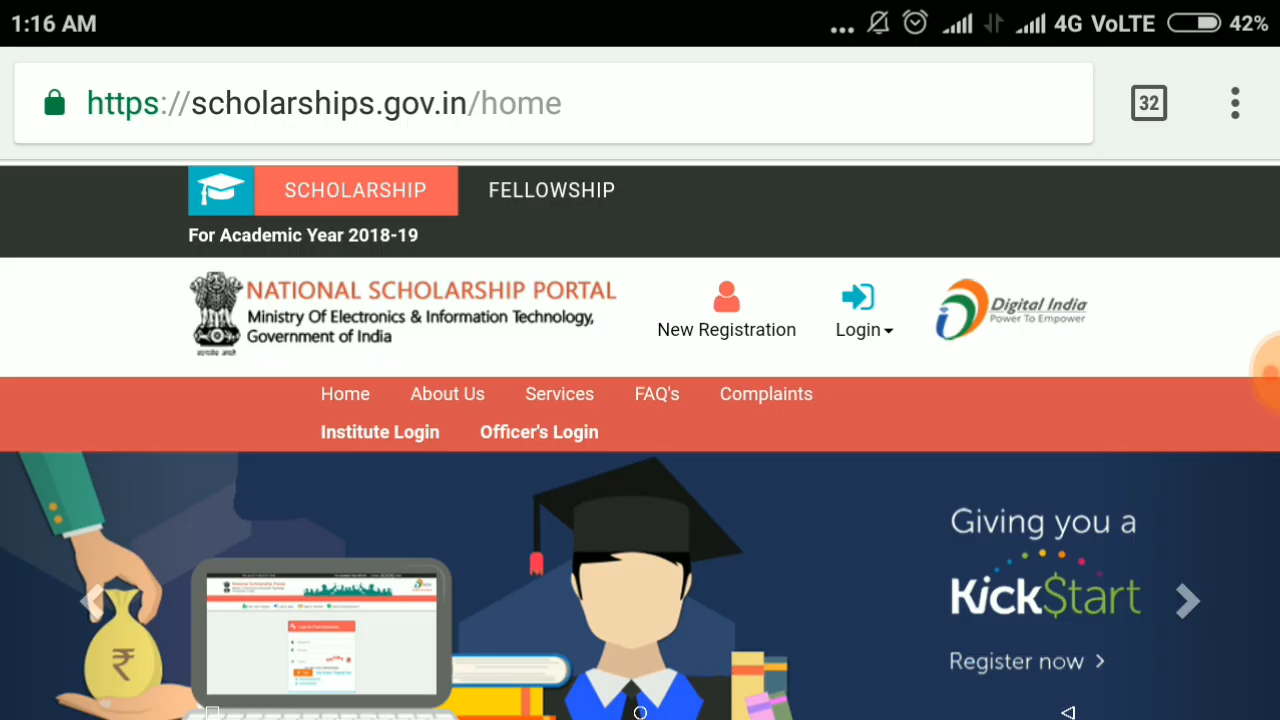 1:16 AM
... 4G VoLTE 42%
https://scholarships.gov.in/home
32
SCHOLARSHIP FELLOWSHIP
For Academic Year 2018-19
NATIONAL SCHOLARSHIP PORTAL
Ministry Of Electronics & Information Technology,
Government of India
New Registration
Login
Digital India
Power To Empower
Home About Us Services FAQ's Complaints
Institute Login Officer's Login
Giving you a
Kick$tart
Register now >
₹